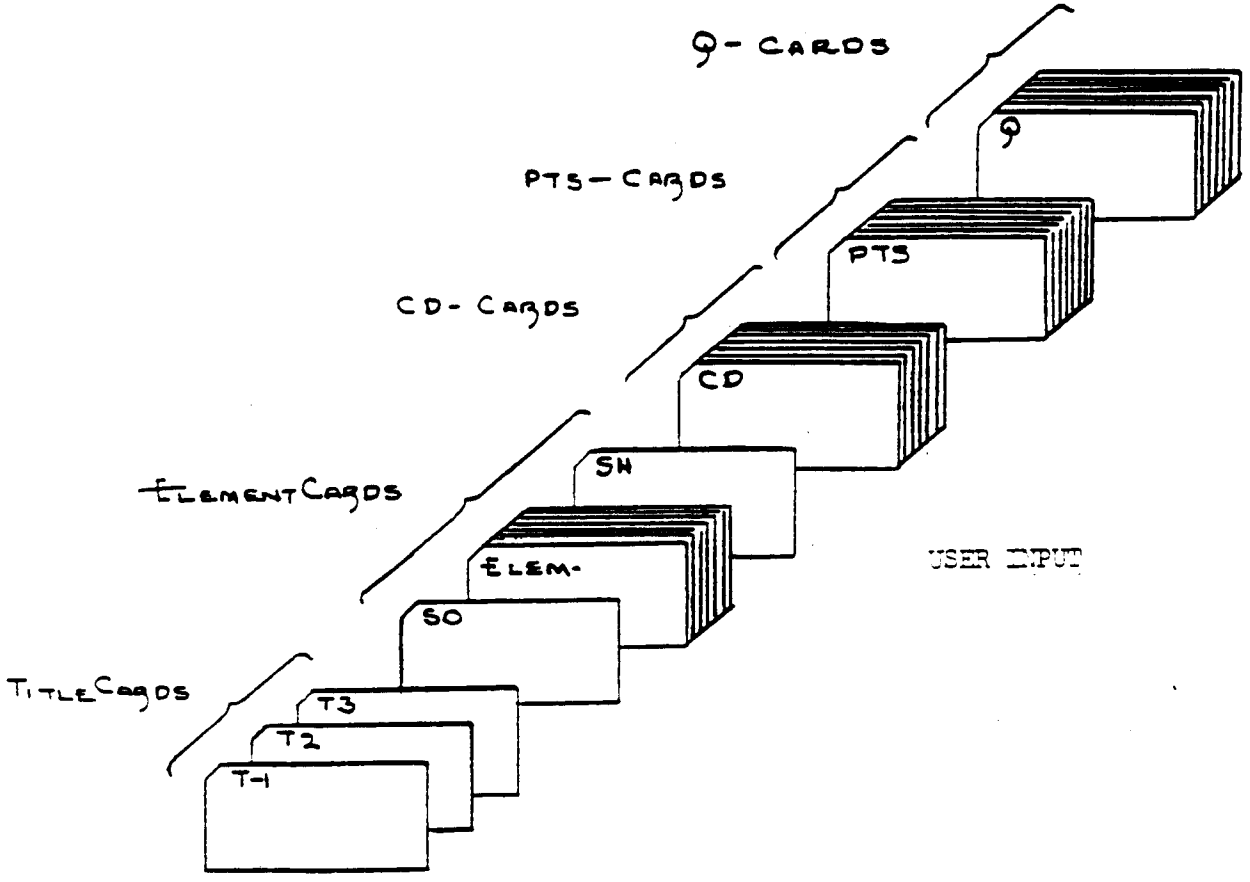 Q - CARDS
Q
PTS - CARDS
PTS
CD - CARDS
CD
SH
ELEMENT CARDS
ELEM-
USER INPUT
SO
TITLE CARDS
T3
T2
T-1